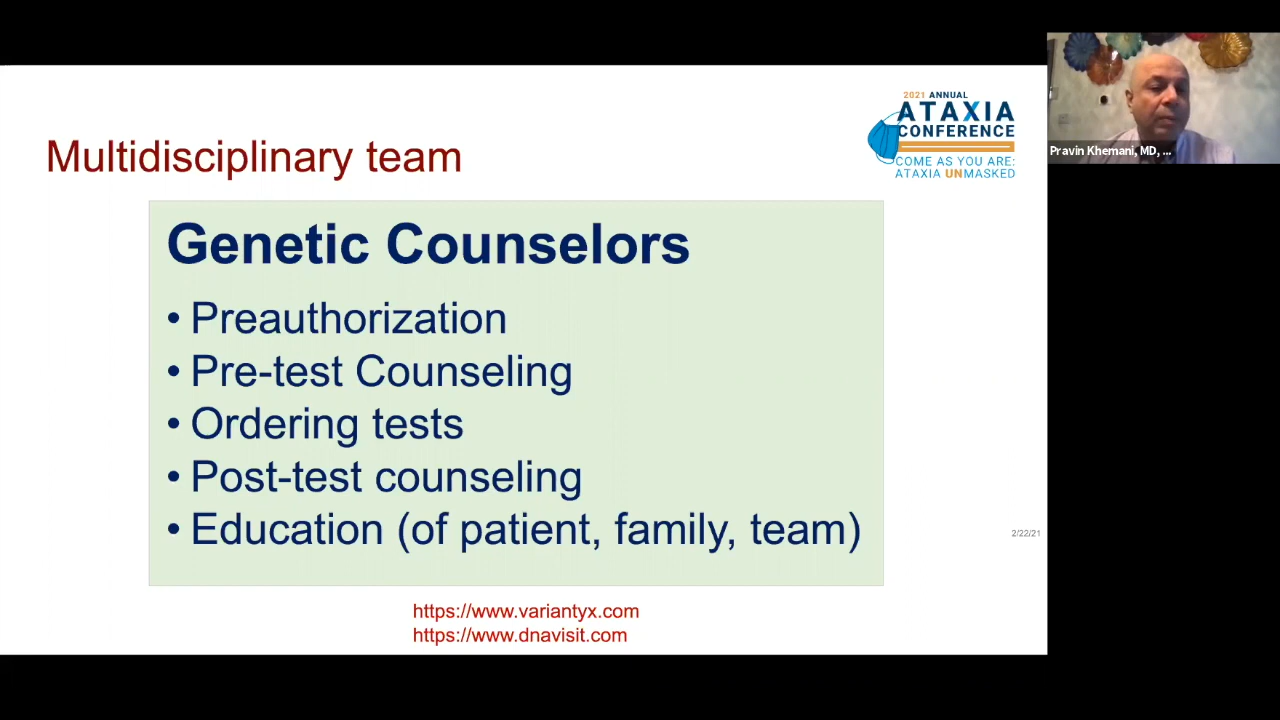 2021 ANNUAL
ATAXIA
CONFERENCE
COME AS YOU ARE:
ATAXIA UNMASKED
Pravin Khemani, MD, ...
Multidisciplinary team
Genetic Counselors
• Preauthorization
• Pre-test Counseling
• Ordering tests
• Post-test counseling
• Education (of patient, family, team)
2/22/21
https://www.variantyx.com
https://www.dnavisit.com